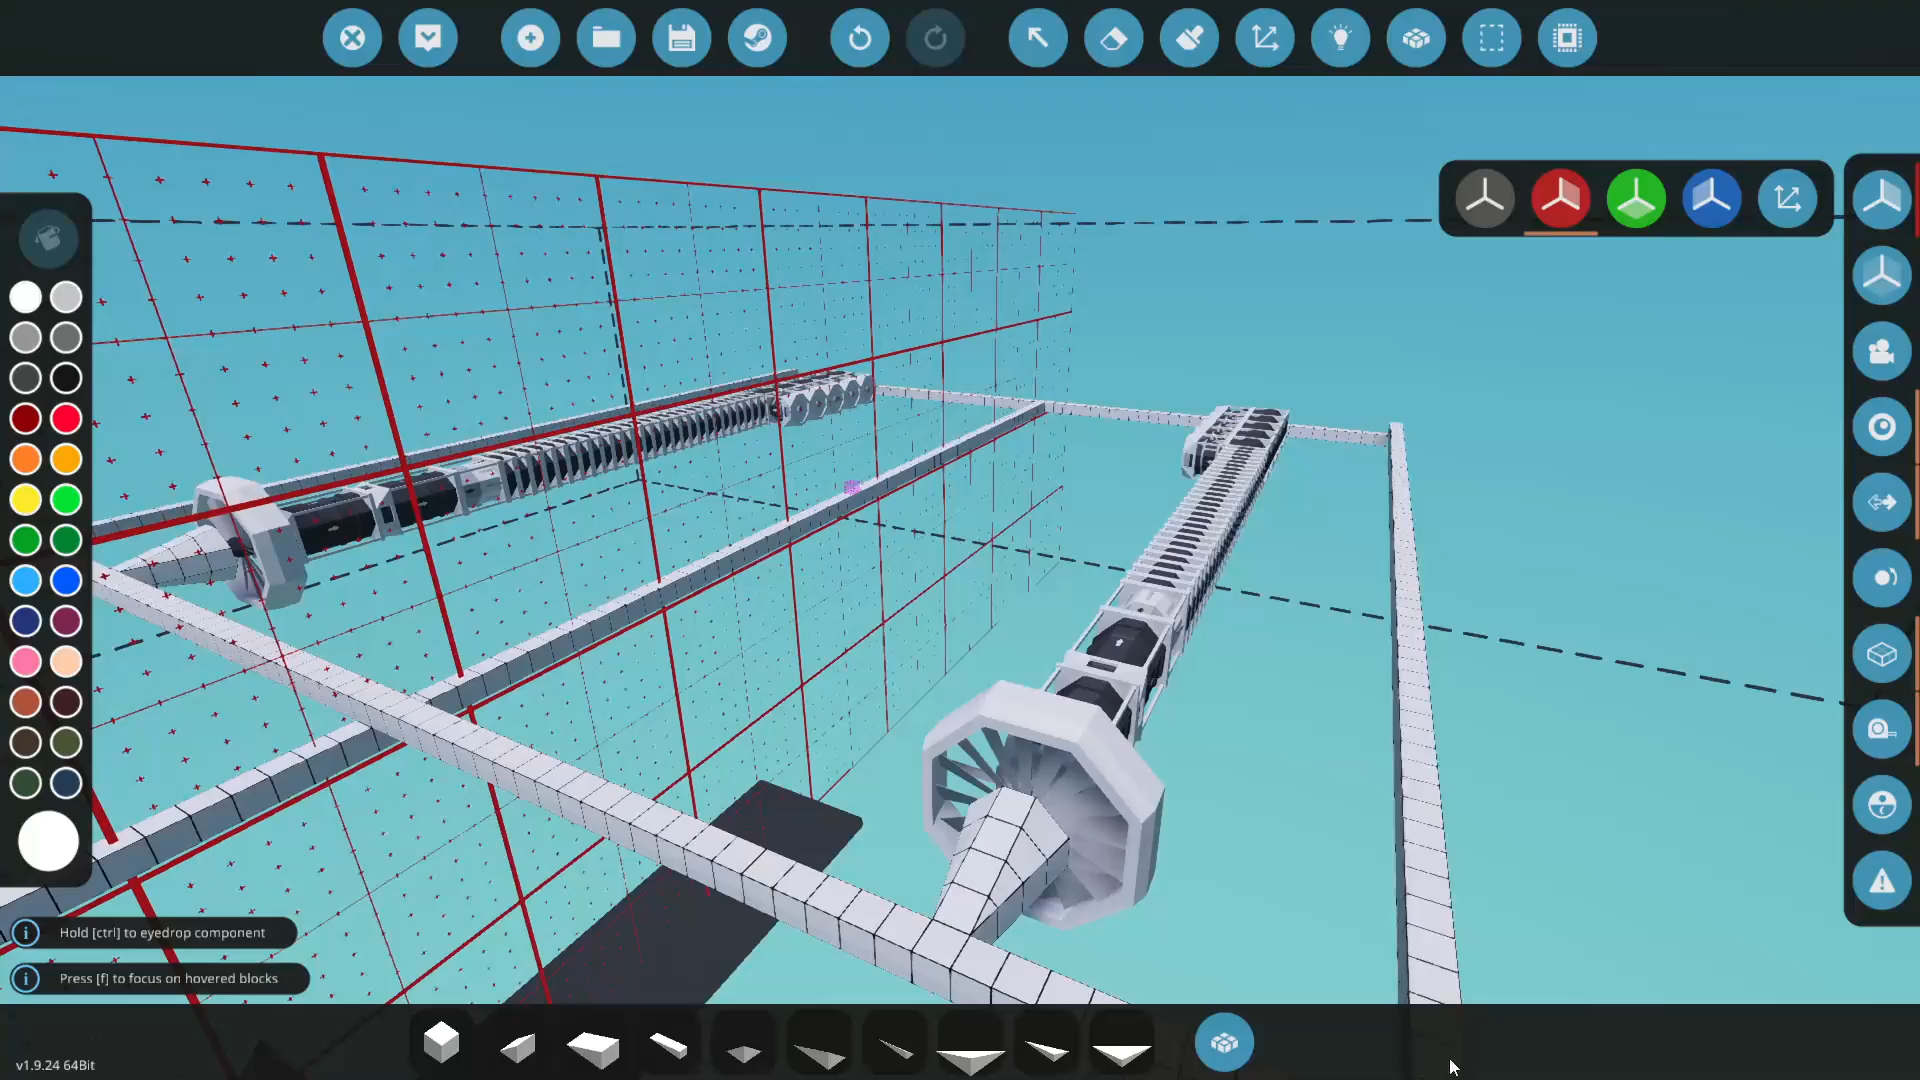 Hold [ctrl] to eyedrop component
Press [f] to focus on hovered blocks
v1.9.24 64Bit